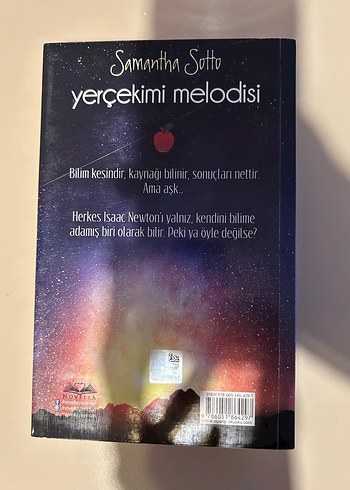 Samantha Sotto
yerçekimi melodisi
Bilim kesindir, kaynağı bilinir, sonuçları nettir.
Ama aşk...
Herkes Isaac Newton'ı yalnız, kendini bilime
adamış biri olarak bilir. Peki ya öyle değilse?
NOVELLA